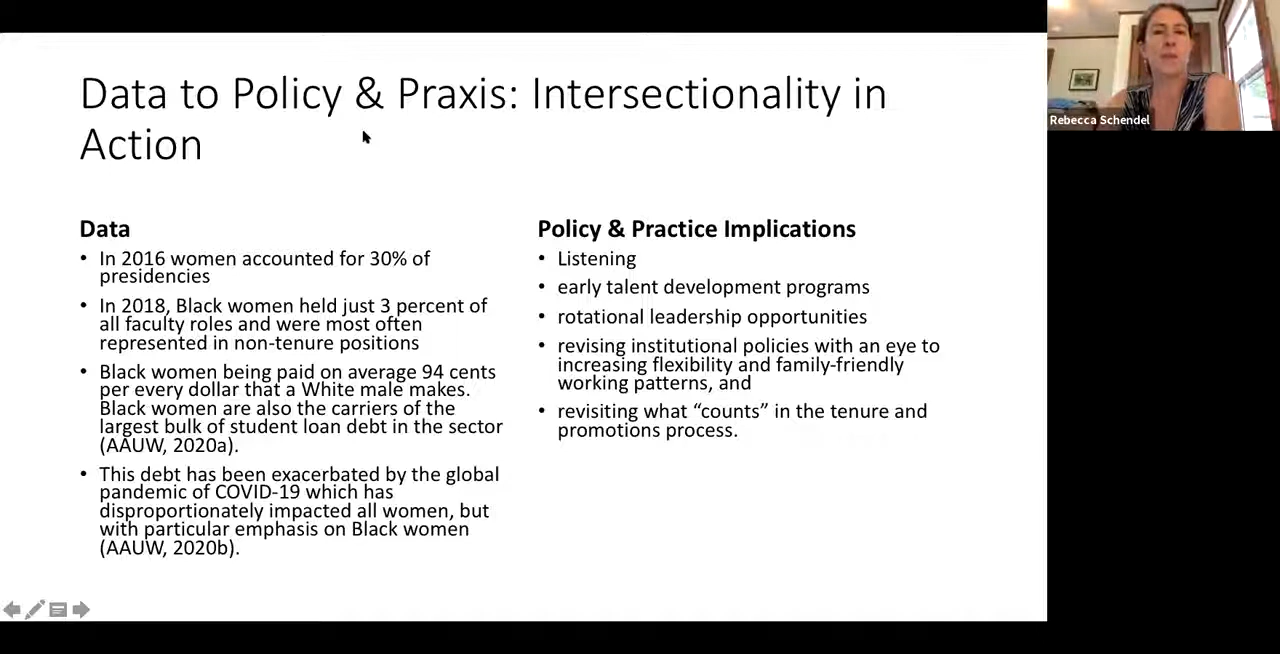 Data to Policy & Praxis: Intersectionality in
Action
Data
• In 2016 women accounted for 30% of
presidencies
• In 2018, Black women held just 3 percent of
all faculty roles and were most often
represented in non-tenure positions
• Black women being paid on average 94 cents
per every dollar that a White male makes.
Black women are also the carriers of the
largest bulk of student loan debt in the sector
(AAUW, 2020a).
• This debt has been exacerbated by the global
pandemic of COVID-19 which has
disproportionately impacted all women, but
with particular emphasis on Black women
(AAUW, 2020b).
Policy & Practice Implications
• Listening
• early talent development programs
• rotational leadership opportunities
• revising institutional policies with an eye to
increasing flexibility and family-friendly
working patterns, and
• revisiting what “counts” in the tenure and
promotions process.
Rebecca Schendel